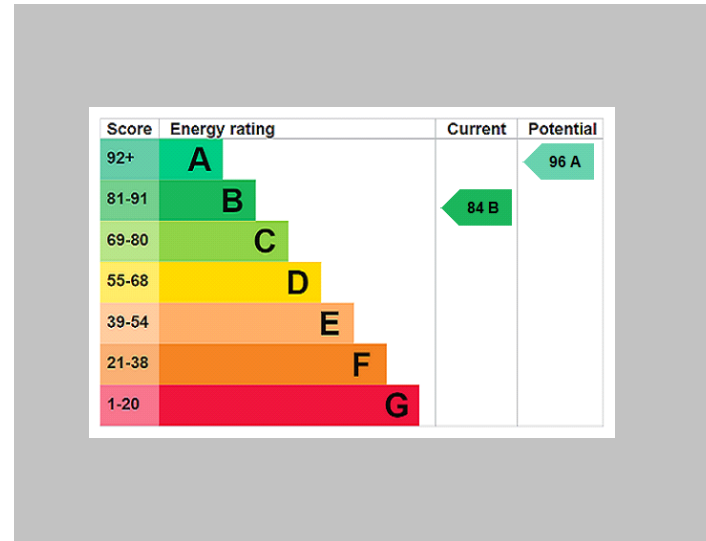 Score Energy rating Current Potential
92+ A 96 A
81-91 B 84 B
69-80 C
55-68 D
39-54 E
21-38 F
1-20 G